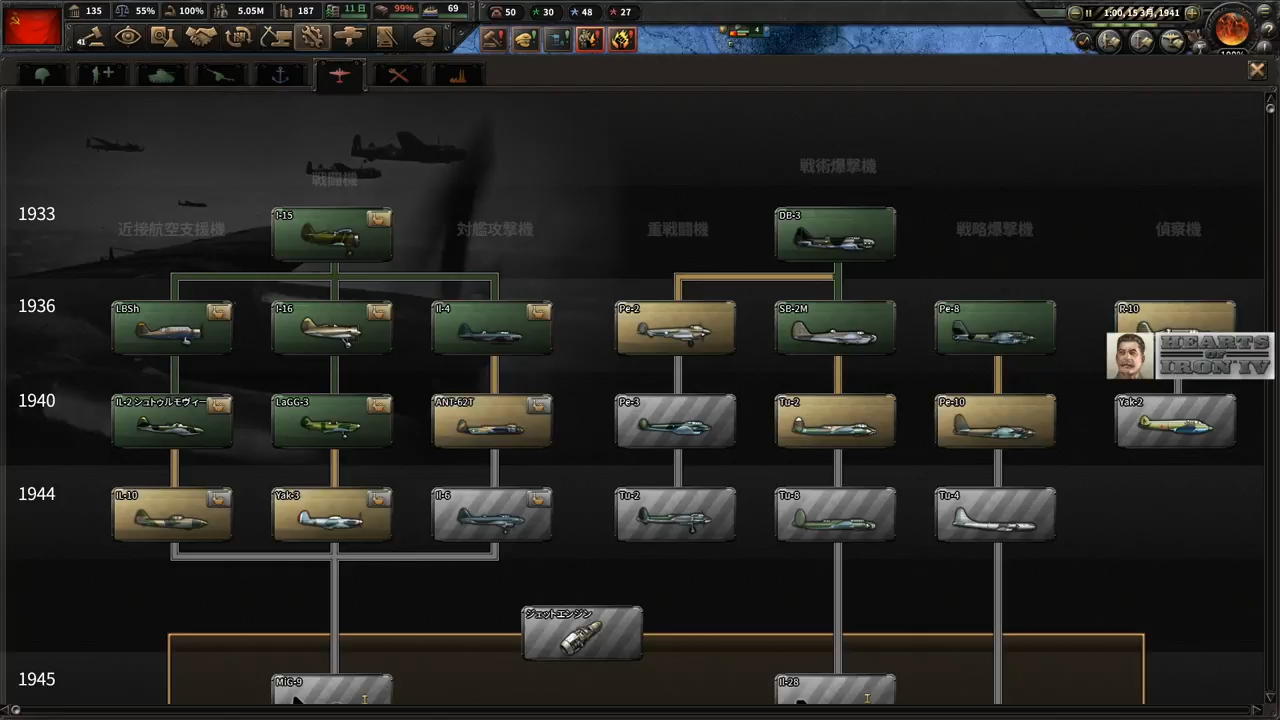 135 55% 100% 5.05M 187 11 日 99% 69 50 30 48 27 1:00, 15 3月, 1941
41 4 100%
戦闘機 戦術爆撃機
1933 近接航空支援機 I-15 対艦攻撃機 重戦闘機 DB-3 戦略爆撃機 偵察機
1936 LBSh I-16 Il-4 Pe-2 SB-2M Pe-8 R-10
HEARTS OF IRON IV
1940 IL-2 シュトゥルモヴィー LaGG-3 ANT-62T Pe-3 Tu-2 Pe-10 Yak-2
1944 IL-10 Yak-3 Il-6 Tu-2 Tu-8 Tu-4
ジェットエンジン
1945 MiG-9 Il-28